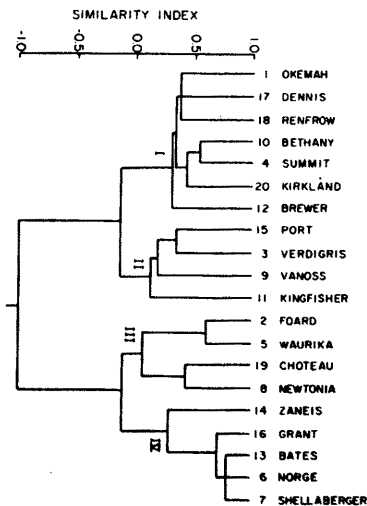 SIMILARITY INDEX
-1.0 -0.5 0.0 0.5 1.0
1 OKEMAH
17 DENNIS
18 RENFROW
I
10 BETHANY
4 SUMMIT
20 KIRKLAND
12 BREWER
15 PORT
3 VERDIGRIS
II
9 VANOSS
11 KINGFISHER
2 FOARD
III
5 WAURIKA
19 CHOTEAU
8 NEWTONIA
14 ZANEIS
16 GRANT
IV
13 BATES
6 NORGE
7 SHELLABERGER